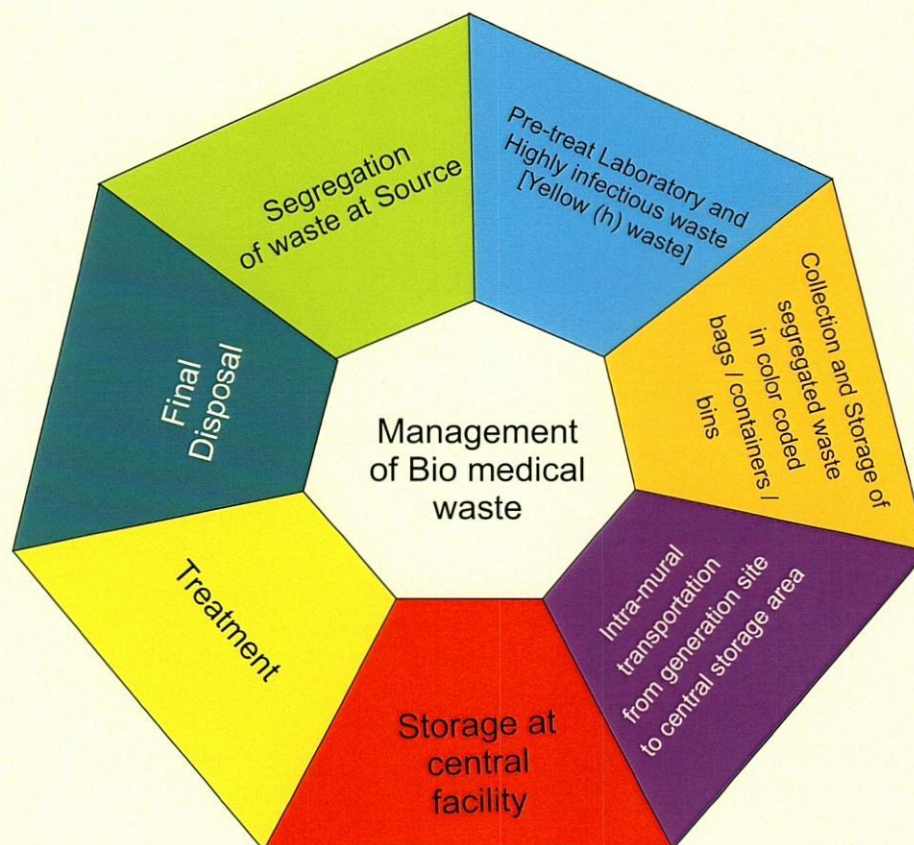 Segregation
of waste at Source
Pre-treat Laboratory and
Highly infectious waste
[Yellow (h) waste]
Collection and Storage of
segregated waste
in color coded
bags / containers /
bins
Intra-mural
transportation
from generation site
to central storage area
Storage at
central
facility
Treatment
Final
Disposal
Management
of Bio medical
waste